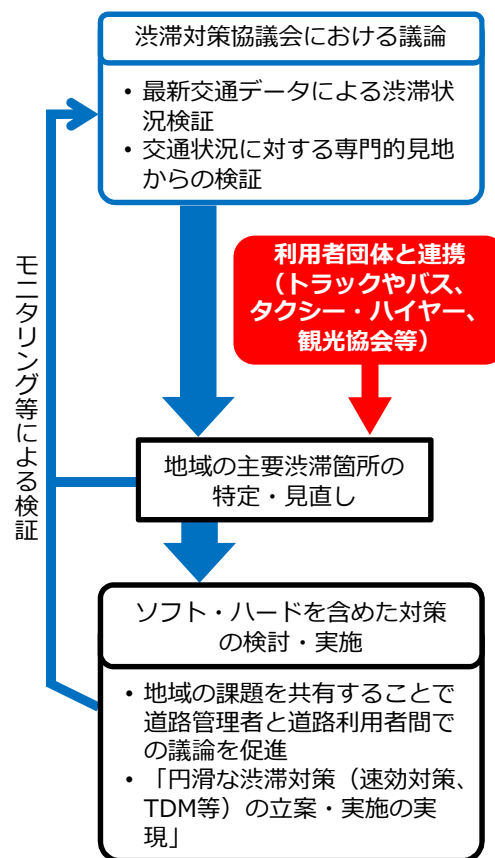 渋滞対策協議会における議論
• 最新交通データによる渋滞状
況検証
• 交通状況に対する専門的見地
からの検証
利用者団体と連携
（トラックやバス、
タクシー・ハイヤー、
観光協会等）
モニタリング等による検証
地域の主要渋滞箇所の
特定・見直し
ソフト・ハードを含めた対策
の検討・実施
• 地域の課題を共有することで
道路管理者と道路利用者間で
の議論を促進
• 「円滑な渋滞対策（速効対策、
TDM等）の立案・実施の実
現」